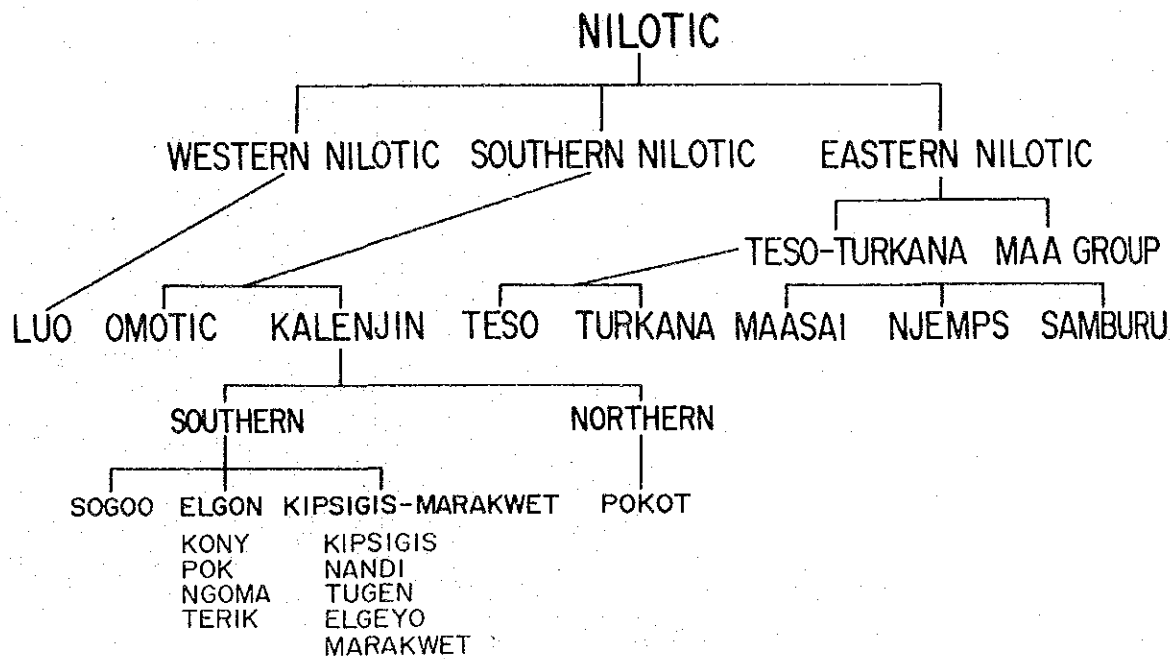 NILOTIC
WESTERN NILOTIC SOUTHERN NILOTIC EASTERN NILOTIC
TESO-TURKANA MAA GROUP
LUO OMOTIC KALENJIN TESO TURKANA MAASAI NJEMPS SAMBURU
SOUTHERN NORTHERN
SOGOO ELGON KIPSIGIS-MARAKWET POKOT
KONY KIPSIGIS
POK NANDI
NGOMA TUGEN
TERIK ELGEYO
MARAKWET